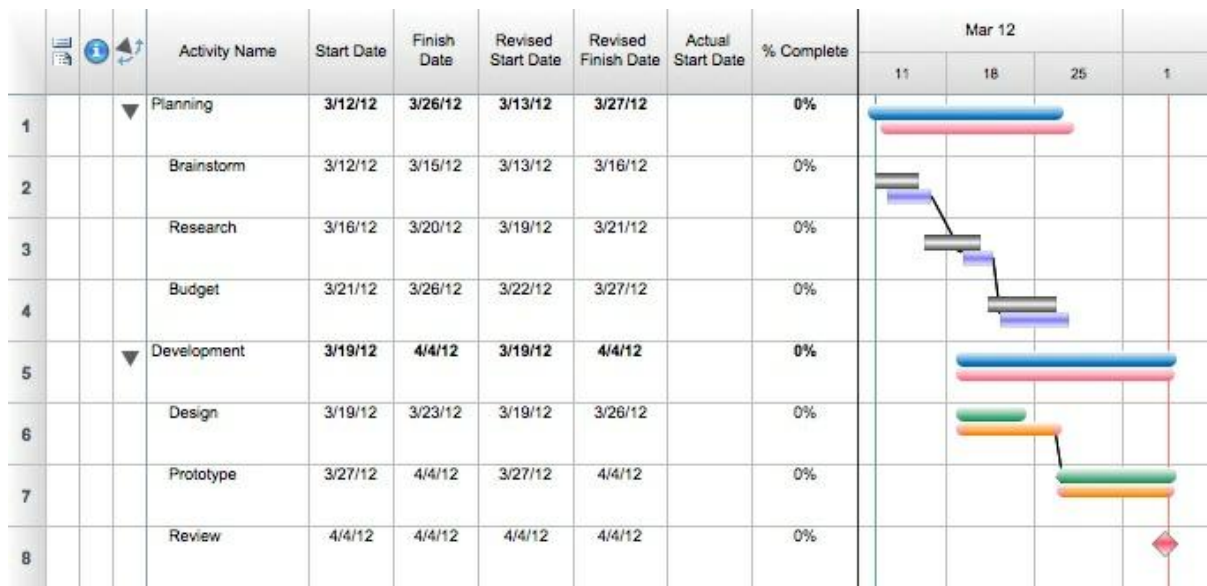 Mar 12
Activity Name Start Date Finish Date Revised Start Date Revised Finish Date Actual Start Date % Complete
11 18 25 1
1 Planning 3/12/12 3/26/12 3/13/12 3/27/12 0%
2 Brainstorm 3/12/12 3/15/12 3/13/12 3/16/12 0%
3 Research 3/16/12 3/20/12 3/19/12 3/21/12 0%
4 Budget 3/21/12 3/26/12 3/22/12 3/27/12 0%
5 Development 3/19/12 4/4/12 3/19/12 4/4/12 0%
6 Design 3/19/12 3/23/12 3/19/12 3/26/12 0%
7 Prototype 3/27/12 4/4/12 3/27/12 4/4/12 0%
8 Review 4/4/12 4/4/12 4/4/12 4/4/12 0%